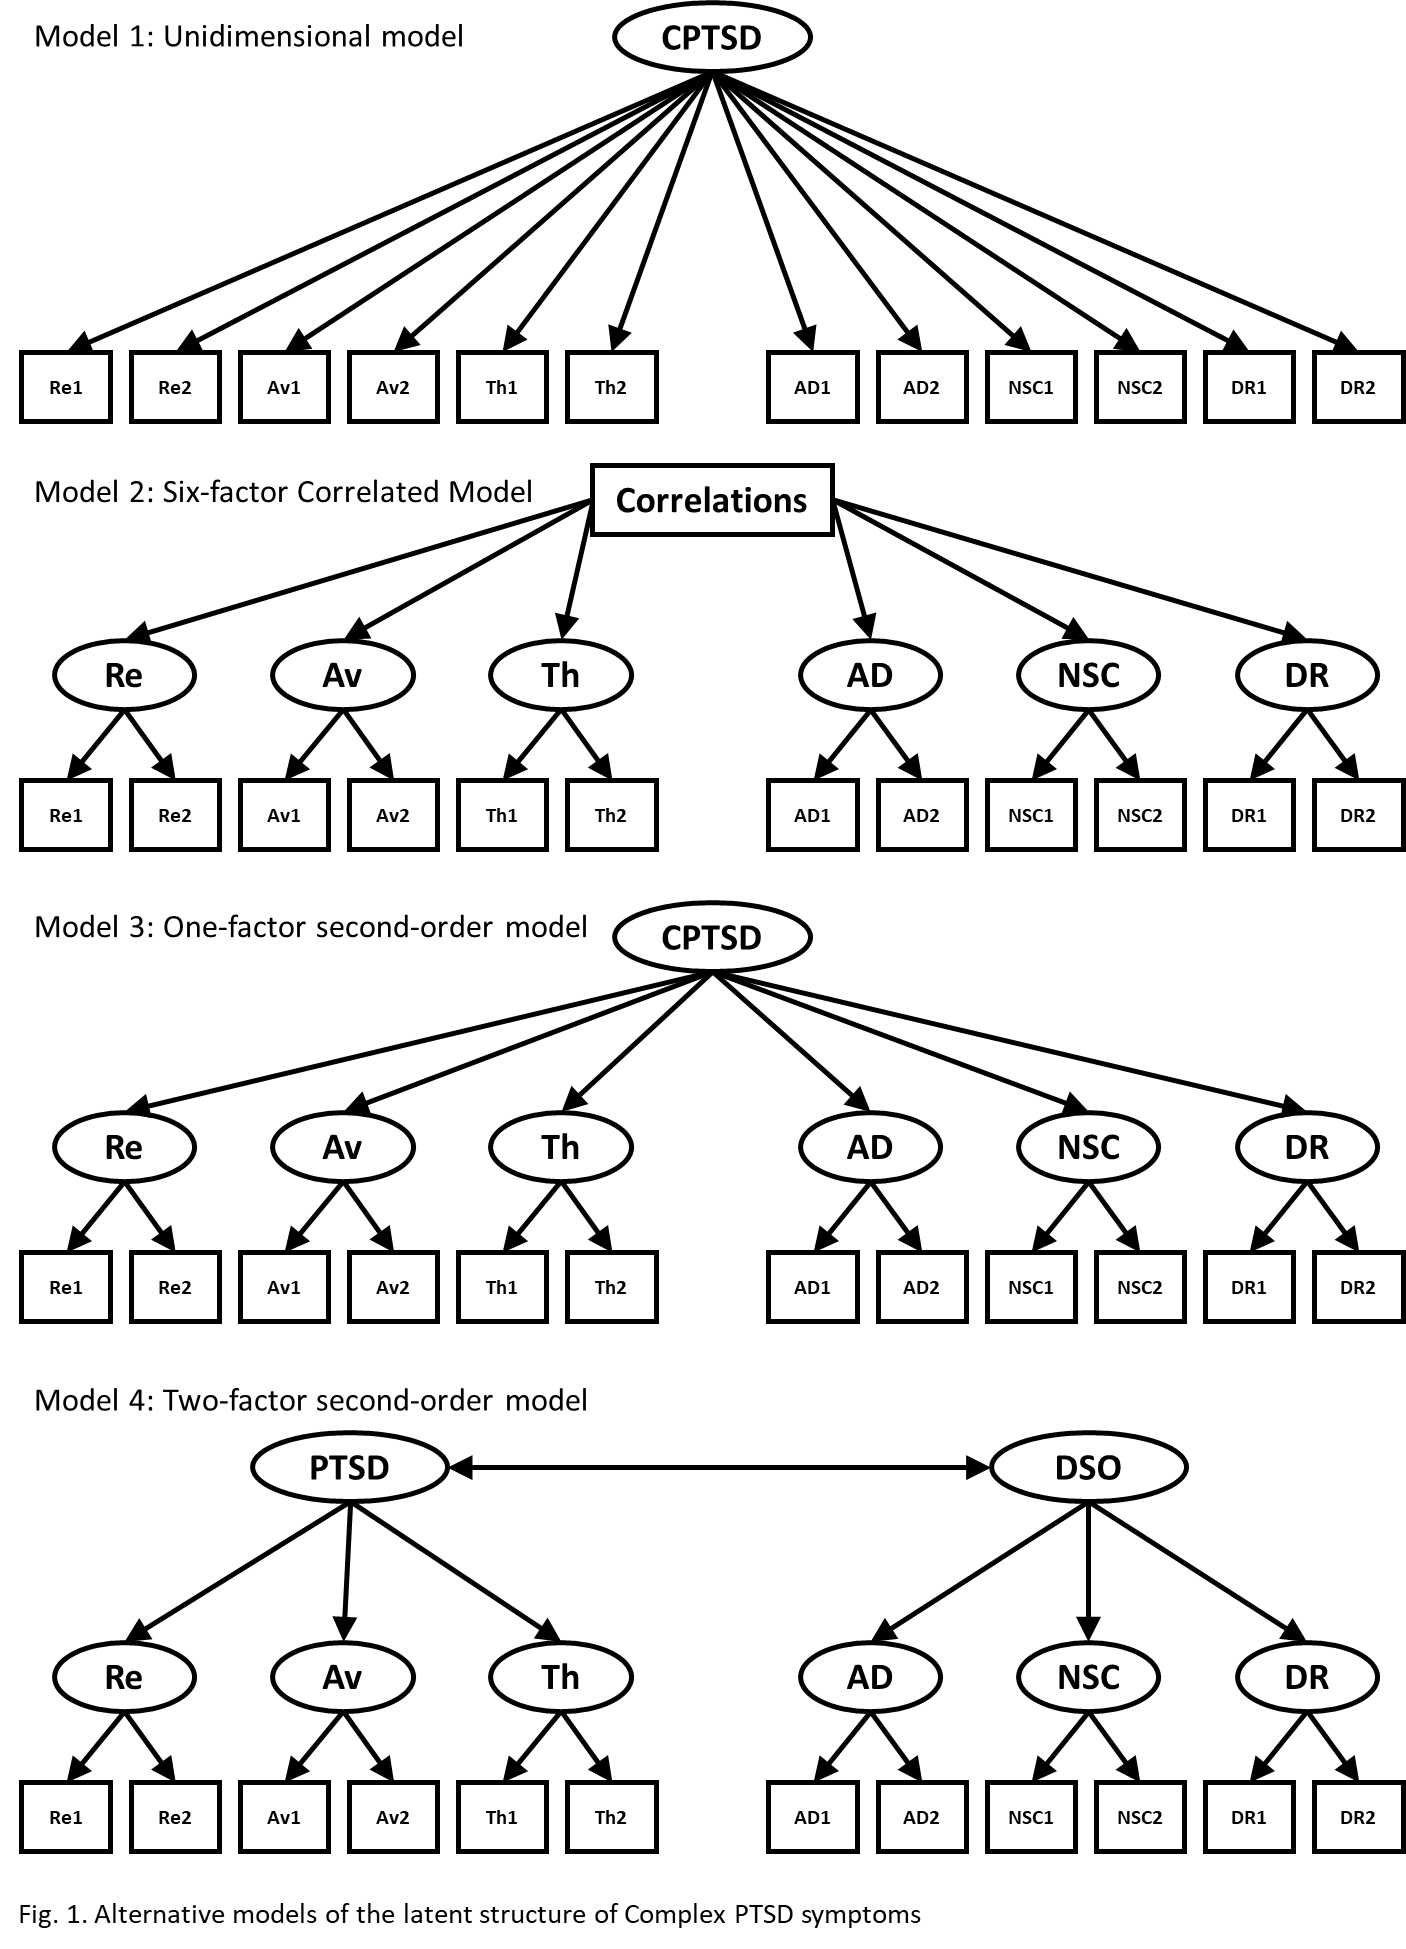 Model 1: Unidimensional model
CPTSD
Re1 Re2 Av1 Av2 Th1 Th2 AD1 AD2 NSC1 NSC2 DR1 DR2
Model 2: Six-factor Correlated Model
Correlations
Re Av Th AD NSC DR
Re1 Re2 Av1 Av2 Th1 Th2 AD1 AD2 NSC1 NSC2 DR1 DR2
Model 3: One-factor second-order model
CPTSD
Re Av Th AD NSC DR
Re1 Re2 Av1 Av2 Th1 Th2 AD1 AD2 NSC1 NSC2 DR1 DR2
Model 4: Two-factor second-order model
PTSD DSO
Re Av Th AD NSC DR
Re1 Re2 Av1 Av2 Th1 Th2 AD1 AD2 NSC1 NSC2 DR1 DR2
Fig. 1. Alternative models of the latent structure of Complex PTSD symptoms